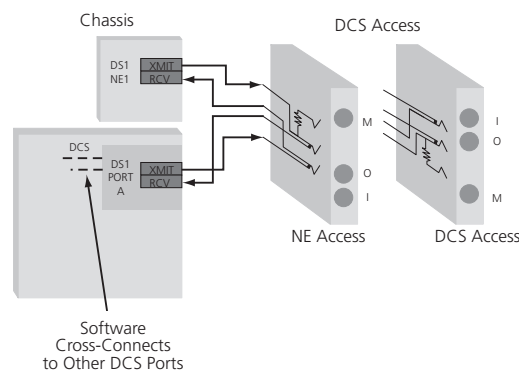 Chassis
DCS Access
DS1
NE1
XMIT
RCV
M
O
I
I
O
M
DCS
DS1
PORT
A
XMIT
RCV
NE Access
DCS Access
Software
Cross-Connects
to Other DCS Ports